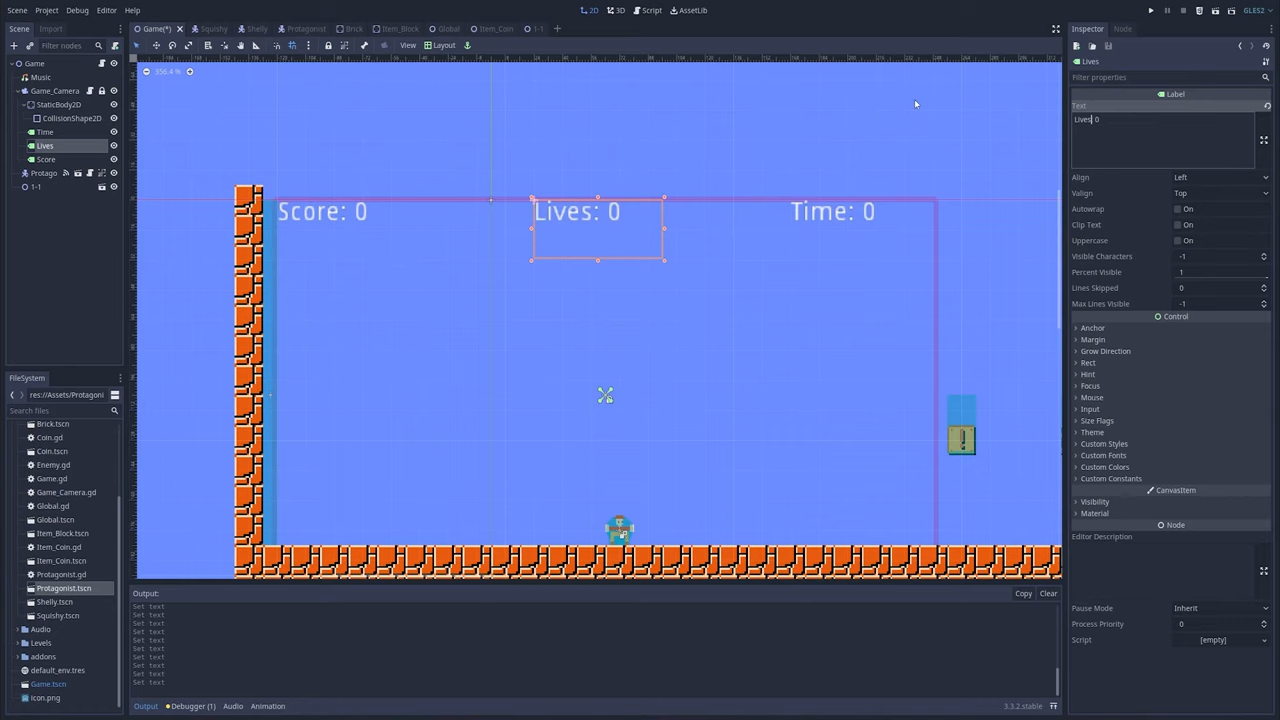 Scene Project Debug Editor Help
2D 3D Script AssetLib
GLES2
Scene Import
Game(*) Squishy Shelly Protagonist Brick Bit_Brick Global Item_Coin 1-1
Inspector Node
Filter nodes
View Layout
Lives
Game
356.4 %
Filter properties
Music
Game_Camera
Label
StaticBody2D
Text
CollisionShape2D
Lives 0
Time
Lives
Score
Protago
1-1
Score: 0 Lives: 0 Time: 0
Align Left
Valign Top
Autowrap On
Clip Text On
Uppercase On
Visible Characters -1
Percent Visible 1
Lines Skipped 0
Max Lines Visible -1
Control
Anchor
Margin
Grow Direction
Rect
Hint
Focus
Mouse
Input
Size Flags
Theme
Custom Styles
Custom Fonts
Custom Colors
Custom Constants
CanvasItem
Visibility
Material
Node
Editor Description
Pause Mode Inherit
Process Priority 0
Script [empty]
FileSystem
res://Assets/Protagoni
Search files
Brick.tscn
Coin.gd
Coin.tscn
Enemy.gd
Game.gd
Game_Camera.gd
Global.gd
Global.tscn
Item_Block.tscn
Item_Coin.gd
Item_Coin.tscn
Protagonist.gd
Protagonist.tscn
Shelly.tscn
Squishy.tscn
Audio
Levels
addons
default_env.tres
Game.tscn
icon.png
Output: Copy Clear
Set text
Set text
Set text
Set text
Set text
Set text
Set text
Set text
Set text
Set text
Output Debugger (1) Audio Animation 3.3.2.stable